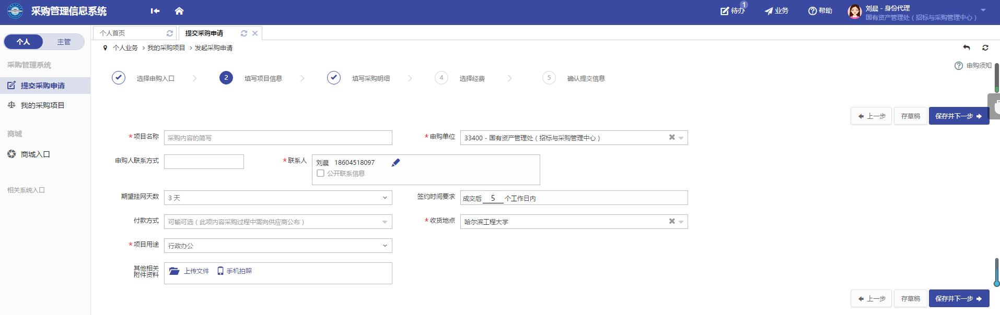 采购管理信息系统
待办 1
业务
帮助
刘晨 - 身份代理
国有资产管理处（招标与采购管理中心）
个人 主管
采购管理系统
提交采购申请
我的采购项目
商城
商城入口
相关系统入口
个人首页
提交采购申请
个人业务 › 我的采购项目 › 发起采购申请
申购须知
选择申购入口
2 填写项目信息
填写采购明细
4 选择经费
5 确认提交信息
上一步 存草稿 保存并下一步
*项目名称 采购内容的简写
*申购单位 33400 - 国有资产管理处（招标与采购管理中心）
申购人联系方式
*联系人 刘晨 18604518097
公开联系信息
期望挂网天数 3 天
签约时间要求 成交后 5 个工作日内
付款方式 可输可选（此项内容采购过程中需向供应商公布）
*收货地点 哈尔滨工程大学
*项目用途 行政办公
其他相关
附件资料
上传文件 手机拍照
上一步 存草稿 保存并下一步